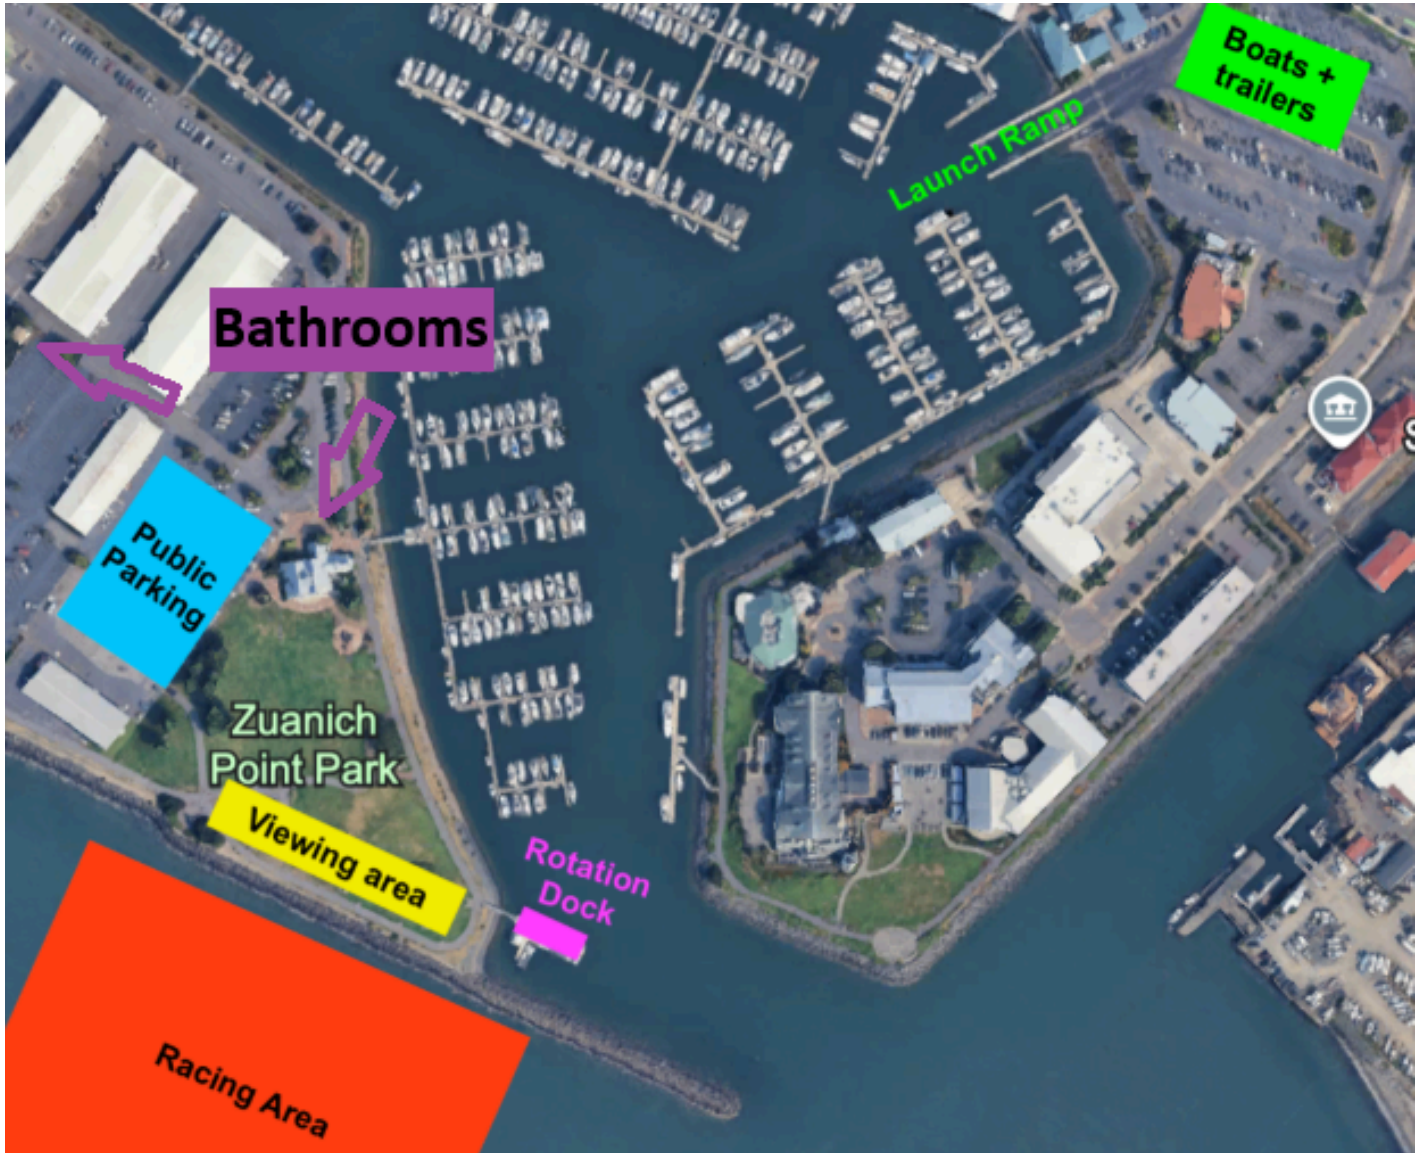 Boats +
trailers
Launch Ramp
Bathrooms
S
Public
Parking
Zuanich
Point Park
Viewing area
Rotation
Dock
Racing Area